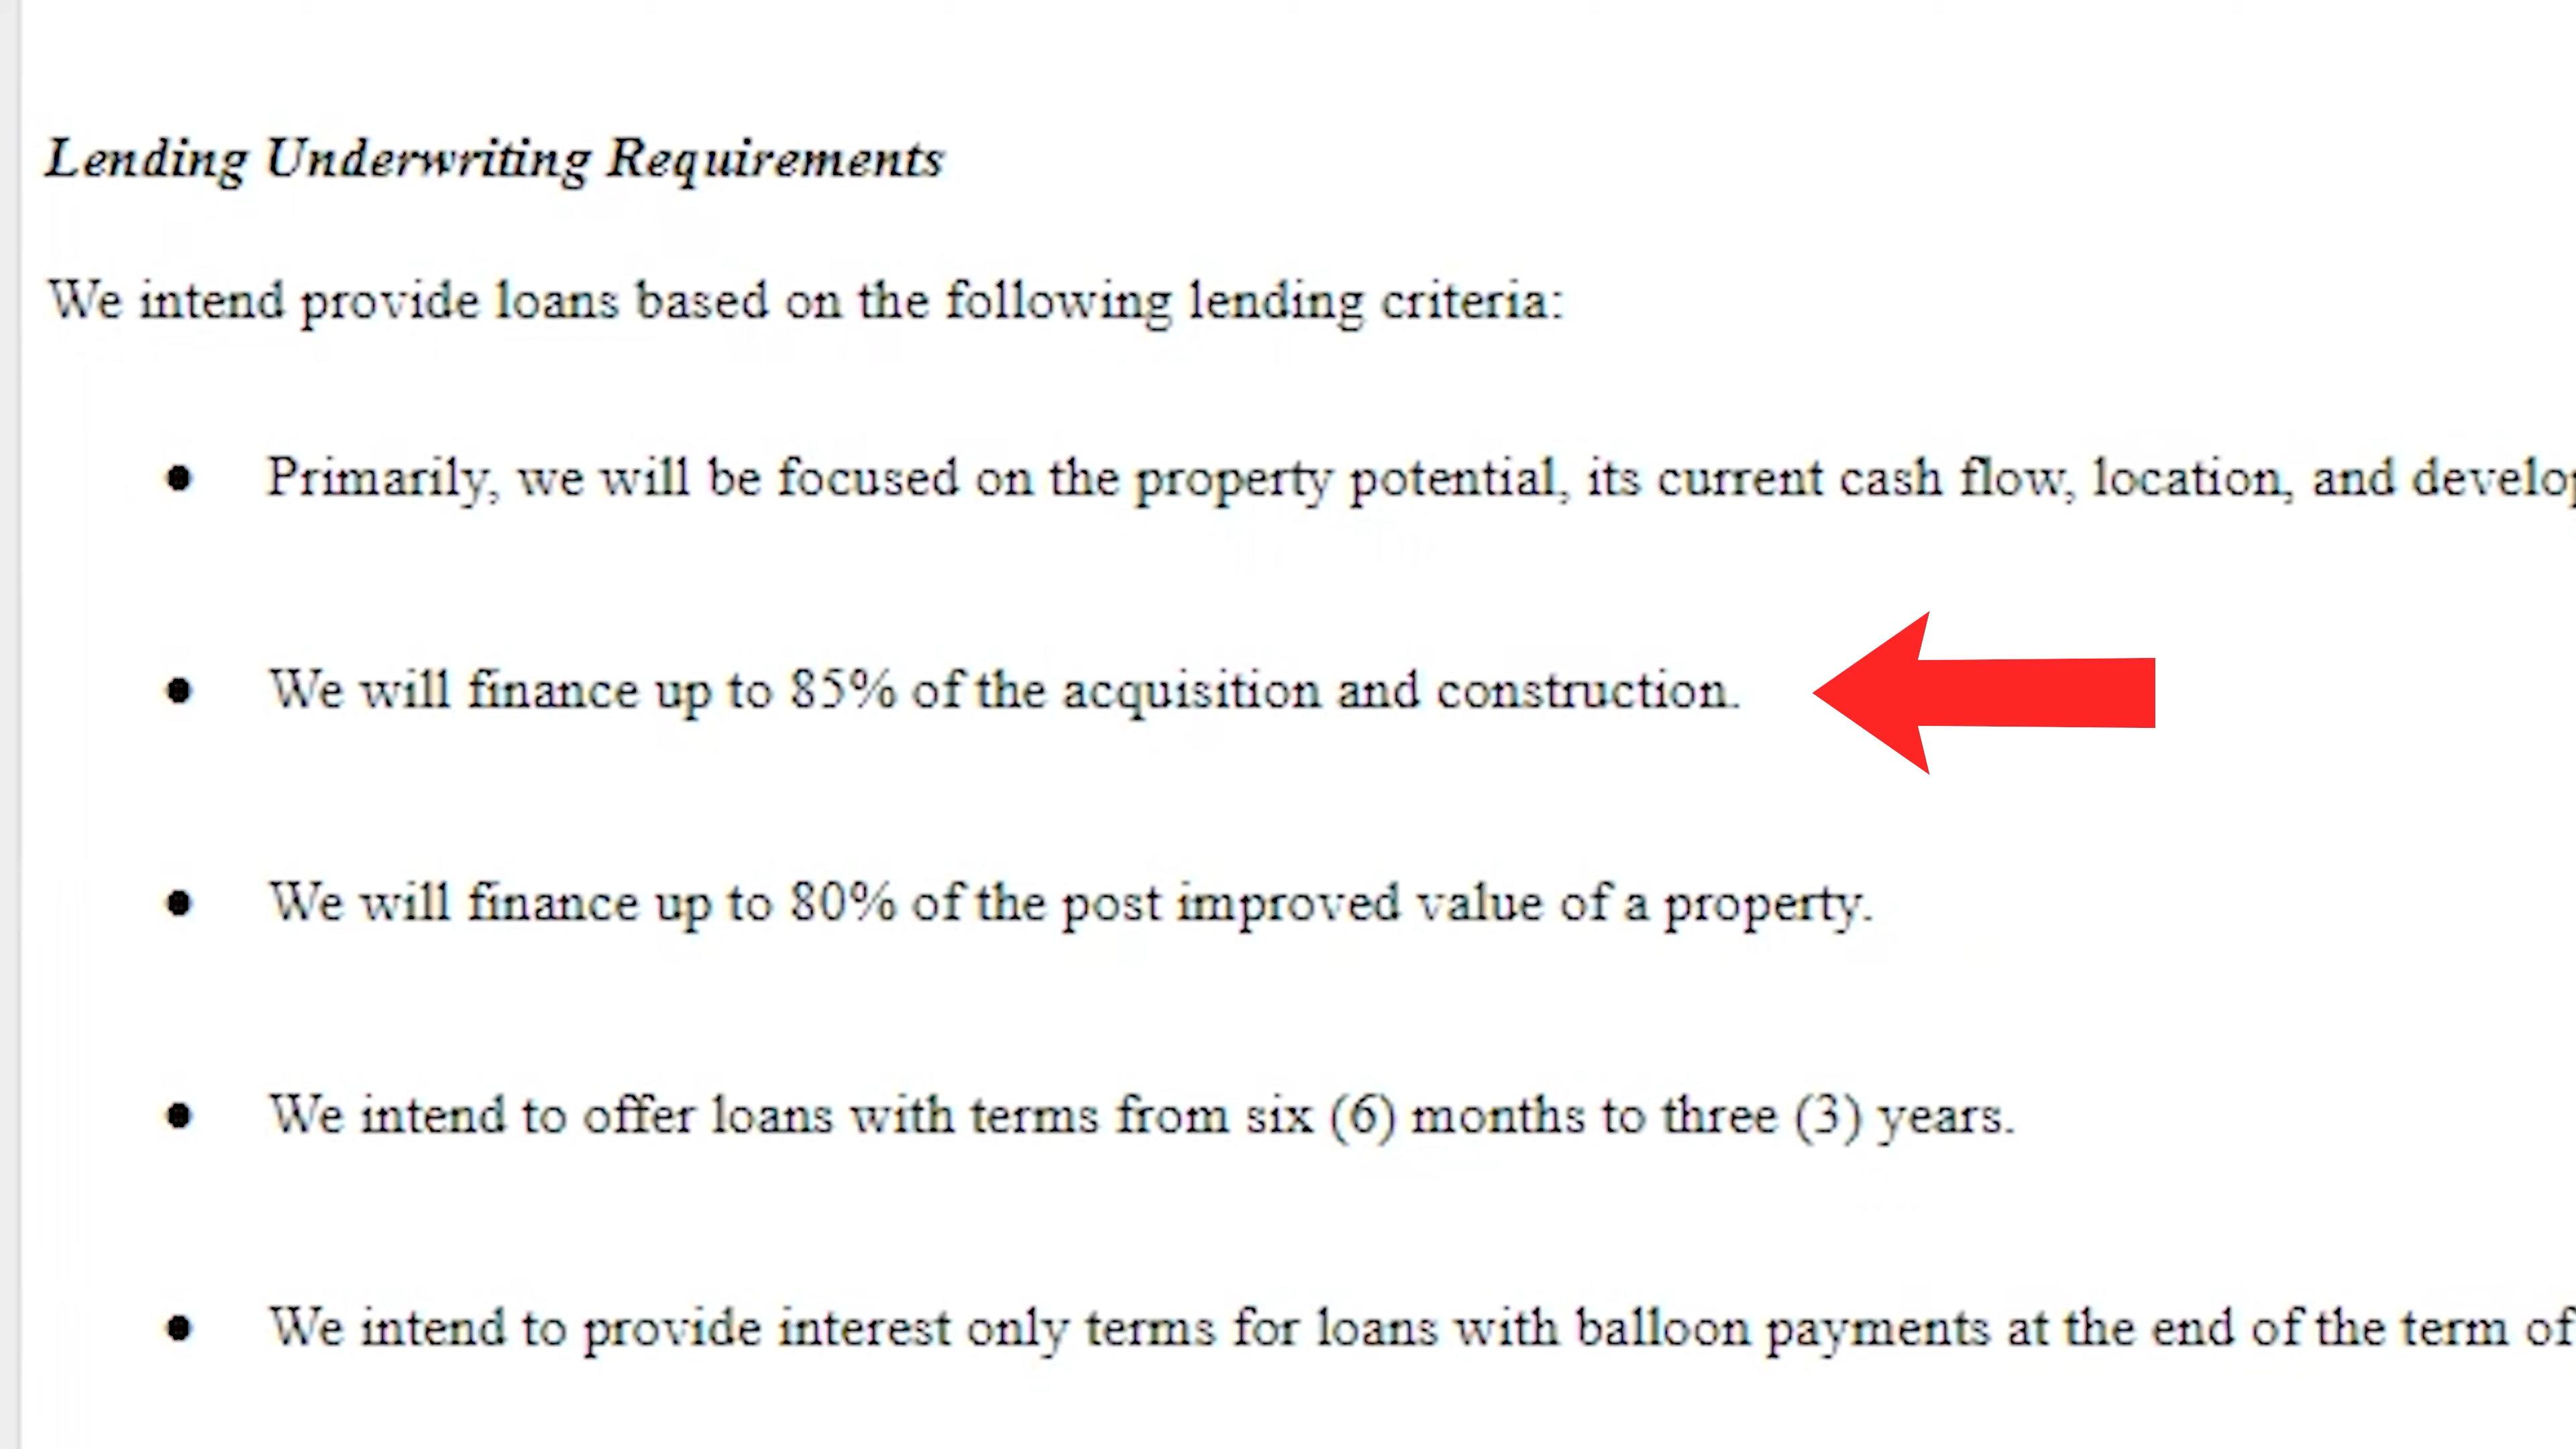 Lending Underwriting Requirements
We intend provide loans based on the following lending criteria:
● Primarily, we will be focused on the property potential, its current cash flow, location, and develop
● We will finance up to 85% of the acquisition and construction.
● We will finance up to 80% of the post improved value of a property.
● We intend to offer loans with terms from six (6) months to three (3) years.
● We intend to provide interest only terms for loans with balloon payments at the end of the term of